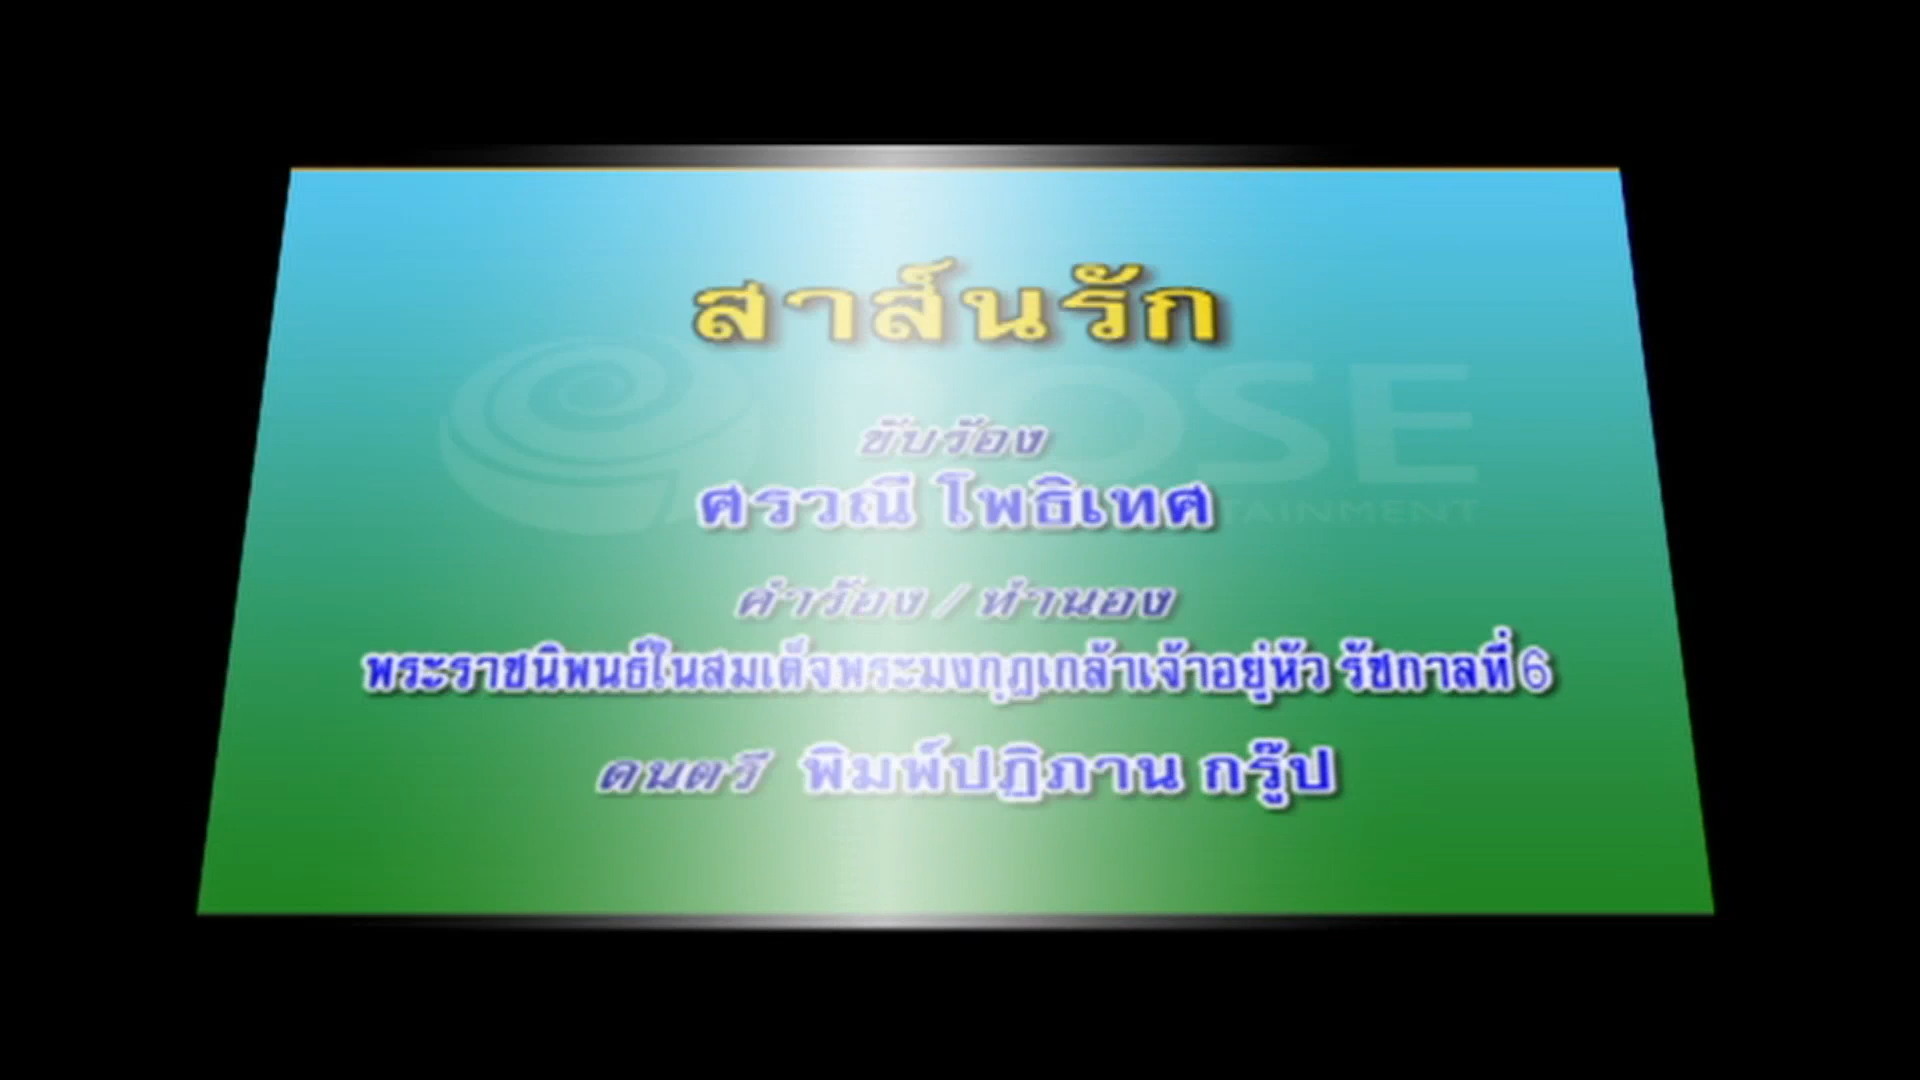 สาส์นรัก
ROSE
ขับร้อง
ศรวณี โพธิเทศ
คำร้อง / ทำนอง
พระราชนิพนธ์ในสมเด็จพระมงกุฎเกล้าเจ้าอยู่หัว รัชกาลที่ 6
ดนตรี พิมพ์ปฏิภาน กรุ๊ป